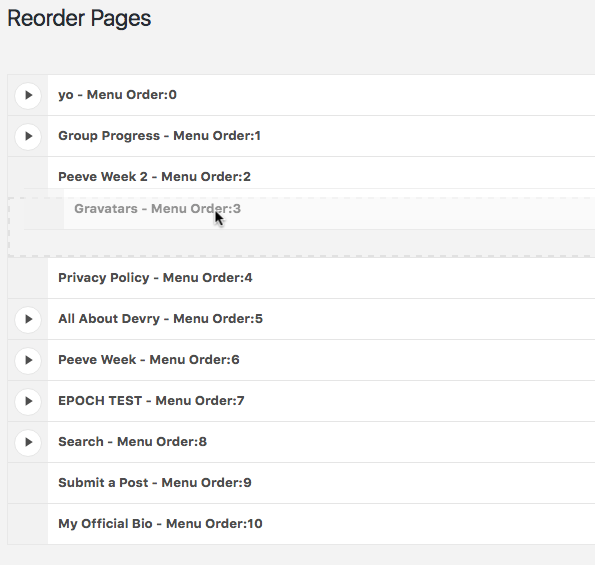 Reorder Pages
yo - Menu Order:0
Group Progress - Menu Order:1
Peeve Week 2 - Menu Order:2
Gravatars - Menu Order:3
Privacy Policy - Menu Order:4
All About Devry - Menu Order:5
Peeve Week - Menu Order:6
EPOCH TEST - Menu Order:7
Search - Menu Order:8
Submit a Post - Menu Order:9
My Official Bio - Menu Order:10